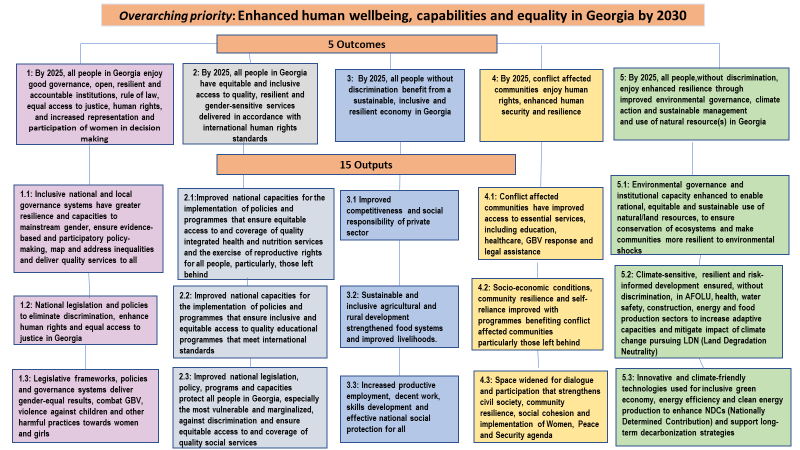 Overarching priority: Enhanced human wellbeing, capabilities and equality in Georgia by 2030
5 Outcomes
1: By 2025, all people in Georgia enjoy
good governance, open, resilient and
accountable institutions, rule of law,
equal access to justice, human rights,
and increased representation and
participation of women in decision
making
2: By 2025, all people in Georgia
have equitable and inclusive
access to quality, resilient and
gender-sensitive services
delivered in accordance with
international human rights
standards
3: By 2025, all people without
discrimination benefit from a
sustainable, inclusive and
resilient economy in Georgia
4: By 2025, conflict affected
communities enjoy human
rights, enhanced human
security and resilience
5: By 2025, all people,without discrimination,
enjoy enhanced resilience through
improved environmental governance, climate
action and sustainable management
and use of natural resource(s) in Georgia
15 Outputs
1.1: Inclusive national and local
governance systems have greater
resilience and capacities to
mainstream gender, ensure evidence-
based and participatory policy-
making, map and address inequalities
and deliver quality services to all
1.2: National legislation and policies
to eliminate discrimination, enhance
human rights and equal access to
justice in Georgia
1.3: Legislative frameworks, policies
and governance systems deliver
gender-equal results, combat GBV,
violence against children and other
harmful practices towards women
and girls
2.1:Improved national capacities for the
implementation of policies and
programmes that ensure equitable
access to and coverage of quality
integrated health and nutrition services
and the exercise of reproductive rights
for all people, particularly, those left
behind
2.2: Improved national capacities for
the implementation of policies and
programmes that ensure inclusive and
equitable access to quality educational
programmes that meet international
standards
2.3: Improved national legislation,
policy, programs and capacities
protect all people in Georgia, especially
the most vulnerable and marginalized,
against discrimination and ensure
equitable access to and coverage of
quality social services
3.1 Improved
competitiveness and social
responsibility of private
sector
3.2: Sustainable and
inclusive agricultural and
rural development
strengthened food systems
and improved livelihoods.
3.3: Increased productive
employment, decent work,
skills development and
effective national social
protection for all
4.1: Conflict affected
communities have improved
access to essential services,
including education,
healthcare, GBV response and
legal assistance
4.2: Socio-economic conditions,
community resilience and self-
reliance improved with
programmes benefiting conflict
affected communities
particularly those left behind
4.3: Space widened for dialogue
and participation that strengthens
civil society, community
resilience, social cohesion and
implementation of Women, Peace
and Security agenda
5.1: Environmental governance and
institutional capacity enhanced to enable
rational, equitable and sustainable use of
natural/land resources, to ensure
conservation of ecosystems and make
communities more resilient to environmental
shocks
5.2: Climate-sensitive, resilient and risk-
informed development ensured, without
discrimination, in AFOLU, health, water
safety, construction, energy and food
production sectors to increase adaptive
capacities and mitigate impact of climate
change pursuing LDN (Land Degradation
Neutrality)
5.3: Innovative and climate-friendly
technologies used for inclusive green
economy, energy efficiency and clean energy
production to enhance NDCs (Nationally
Determined Contribution) and support long-
term decarbonization strategies